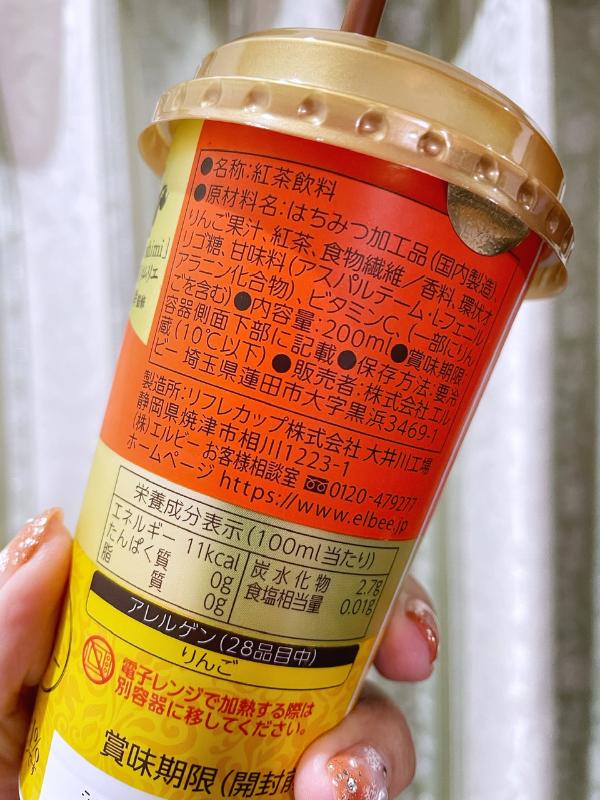 ●名称:紅茶飲料
●原材料名:はちみつ加工品(国内製造)、
りんご果汁、紅茶、食物繊維/香料、環状オ
リゴ糖、甘味料(アスパルテーム・L-フェニル
アラニン化合物)、ビタミンC、(一部にりん
ごを含む)●内容量:200ml●賞味期限:
容器側面下部に記載●保存方法:要冷
蔵(10℃以下)●販売者:株式会社エル
ビー 埼玉県蓮田市大字黒浜3469-1
製造所:リフレカップ株式会社 大井川工場
静岡県焼津市相川1223-1
(株)エルビーお客様相談室 0120-479277
ホームページ https://www.elbee.jp
栄養成分表示(100ml当たり)
エネルギー 11kcal 炭水化物 2.7g
たんぱく質 0g 食塩相当量 0.01g
脂質 0g
アレルゲン(28品目中)
りんご
電子レンジで加熱する際は
別容器に移してください。
賞味期限(開封前